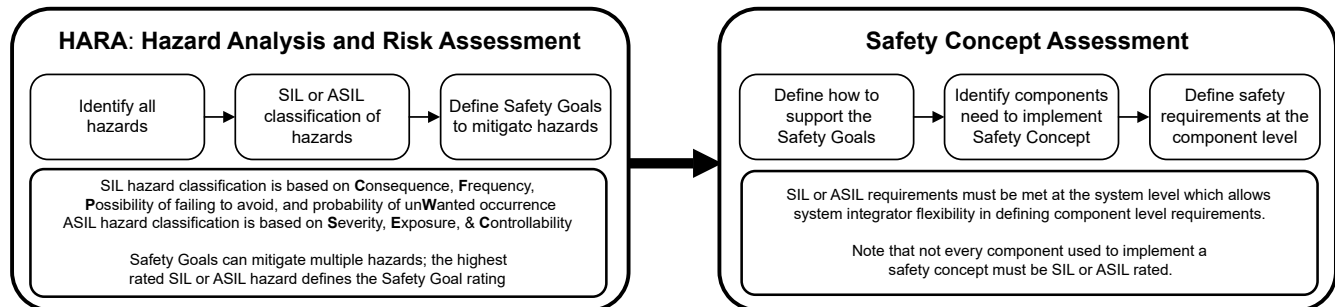 HARA: Hazard Analysis and Risk Assessment
Identify all
hazards
SIL or ASIL
classification of
hazards
Define Safety Goals
to mitigate hazards
SIL hazard classification is based on Consequence, Frequency,
Possibility of failing to avoid, and probability of unWanted occurrence
ASIL hazard classification is based on Severity, Exposure, & Controllability
Safety Goals can mitigate multiple hazards; the highest
rated SIL or ASIL hazard defines the Safety Goal rating
Safety Concept Assessment
Define how to
support the
Safety Goals
Identify components
need to implement
Safety Concept
Define safety
requirements at the
component level
SIL or ASIL requirements must be met at the system level which allows
system integrator flexibility in defining component level requirements.
Note that not every component used to implement a
safety concept must be SIL or ASIL rated.